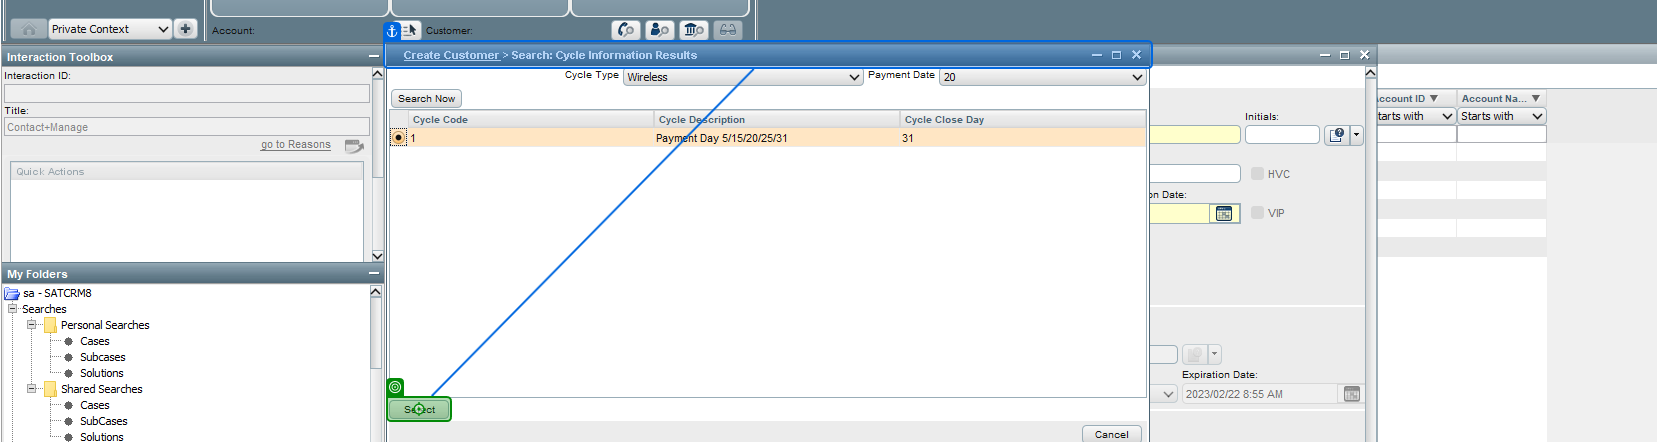 Private Context
Account:
Customer:
Interaction Toolbox
Interaction ID:
Title:
Contact+Manage
go to Reasons
Quick Actions
My Folders
sa - SATCRM8
Searches
Personal Searches
Cases
Subcases
Solutions
Shared Searches
Cases
SubCases
Solutions
Create Customer > Search: Cycle Information Results
Cycle Type Wireless Payment Date 20
Search Now
Cycle Code Cycle Description Cycle Close Day
1 Payment Day 5/15/20/25/31 31
Select
Cancel
Initials:
HVC
on Date:
VIP
Expiration Date:
2023/02/22 8:55 AM
Account ID Account Na...
tarts with Starts with